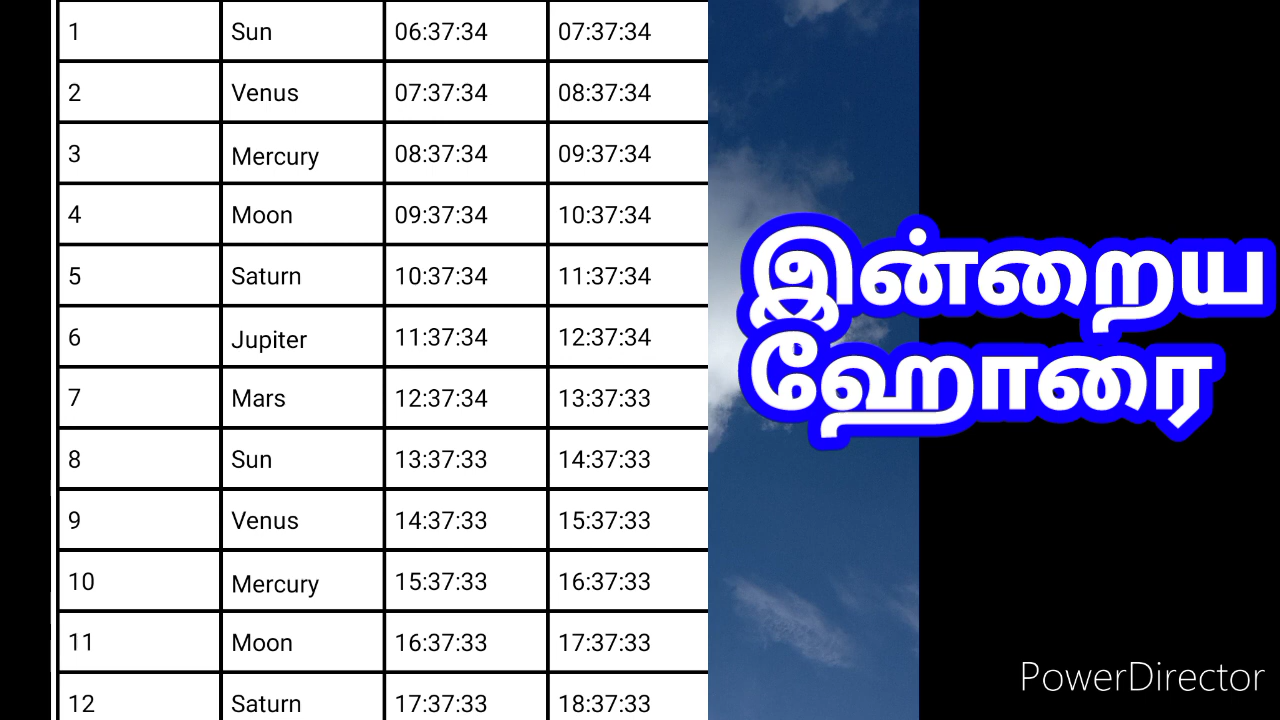 1 Sun 06:37:34 07:37:34
2 Venus 07:37:34 08:37:34
3 Mercury 08:37:34 09:37:34
4 Moon 09:37:34 10:37:34
5 Saturn 10:37:34 11:37:34
6 Jupiter 11:37:34 12:37:34
7 Mars 12:37:34 13:37:33
8 Sun 13:37:33 14:37:33
9 Venus 14:37:33 15:37:33
10 Mercury 15:37:33 16:37:33
11 Moon 16:37:33 17:37:33
12 Saturn 17:37:33 18:37:33
இன்றைய
ஹோரை
PowerDirector